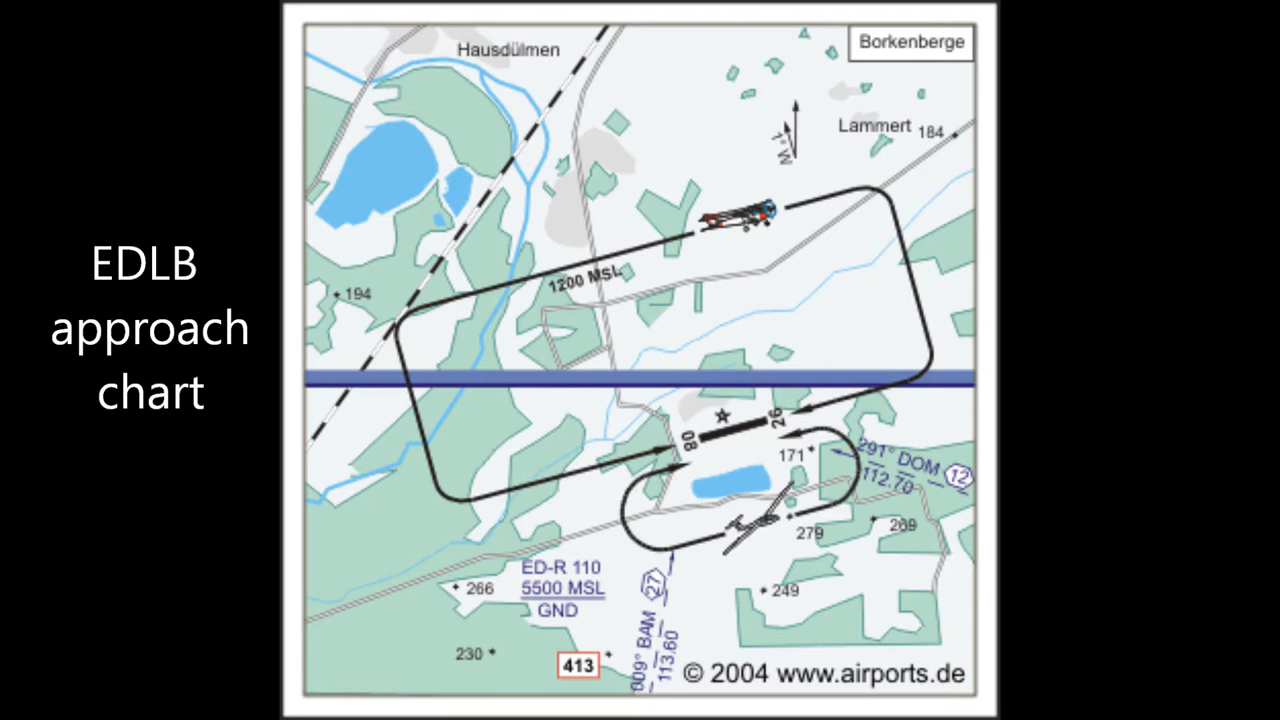 EDLB
approach
chart
Hausdülmen
Borkenberge
Lammert 184
1° W
194
1200 MSL
08
26
171
291° DOM 12
112.70
279
269
266
ED-R 110
5500 MSL
GND
249
230
413
009° BAM 27
113.60
© 2004 www.airports.de